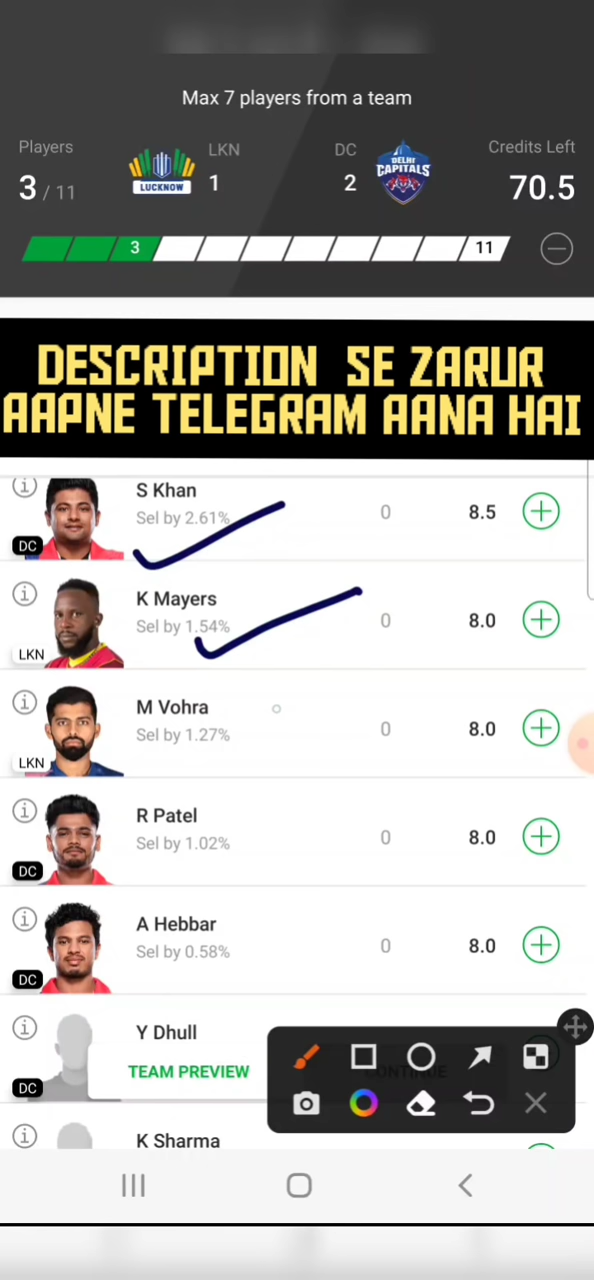 Max 7 players from a team
Players LKN DC Credits Left
3 / 11 LUCKNOW 1 2 DELHI CAPITALS 70.5
3 11
DESCRIPTION SE ZARUR
AAPNE TELEGRAM AANA HAI
S Khan
Sel by 2.61% 0 8.5
DC
K Mayers
Sel by 1.54% 0 8.0
LKN
M Vohra
Sel by 1.27% 0 8.0
LKN
R Patel
Sel by 1.02% 0 8.0
DC
A Hebbar
Sel by 0.58% 0 8.0
DC
Y Dhull
TEAM PREVIEW CONTINUE
DC
K Sharma